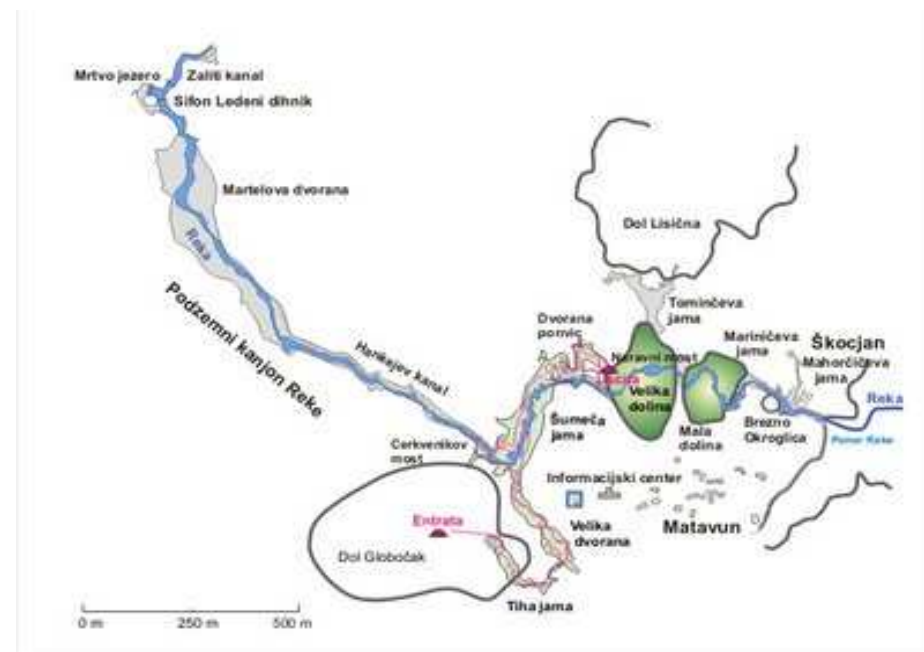 Mrtvo jezero
Zaliti kanal
Sifon Ledeni dihnik
Martelova dvorana
Reka
Podzemni kanjon Reke
Hankejev kanal
Dol Lisična
Tominčeva
jama
Dvorana
ponvic
Naravni most
Uscita
Velika
dolina
Mariničeva
jama
Škocjan
Mahorčičeva
jama
Reka
Ponor Reke
Brezno
Okroglica
Mala
dolina
Šumeča
jama
Cerkvenikov
most
Informacijski center
Matavun
Velika
dvorana
Entrata
Dol Globočak
Tiha jama
0 m
250 m
500 m